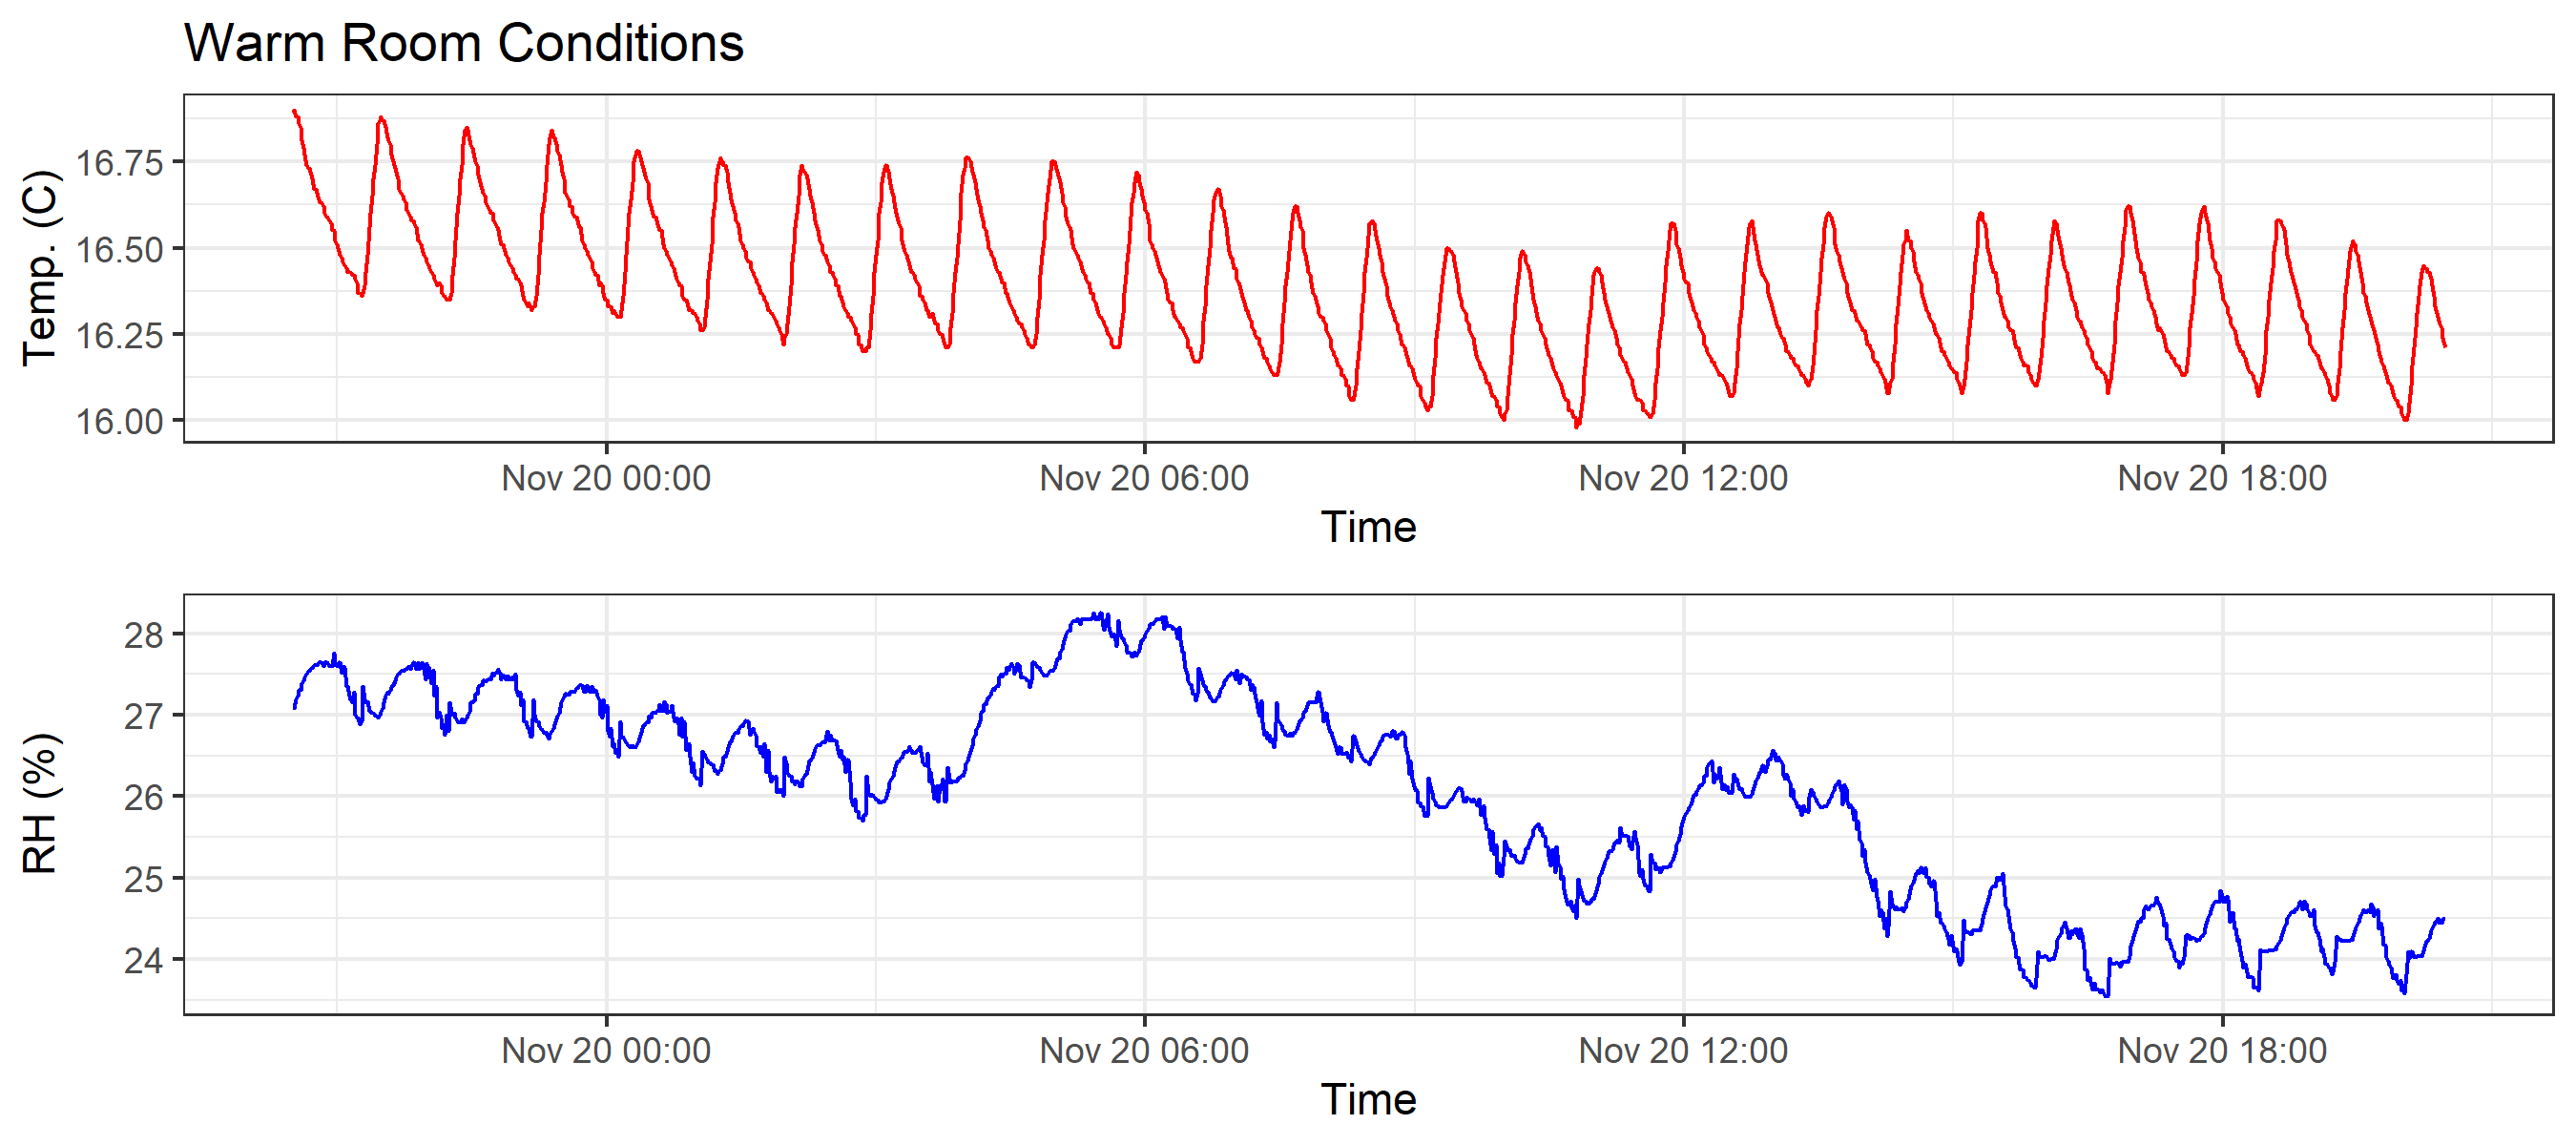 Warm Room Conditions
Temp. (C)
16.75
16.50
16.25
16.00
Nov 20 00:00 Nov 20 06:00 Nov 20 12:00 Nov 20 18:00
Time
RH (%)
28
27
26
25
24
Nov 20 00:00 Nov 20 06:00 Nov 20 12:00 Nov 20 18:00
Time